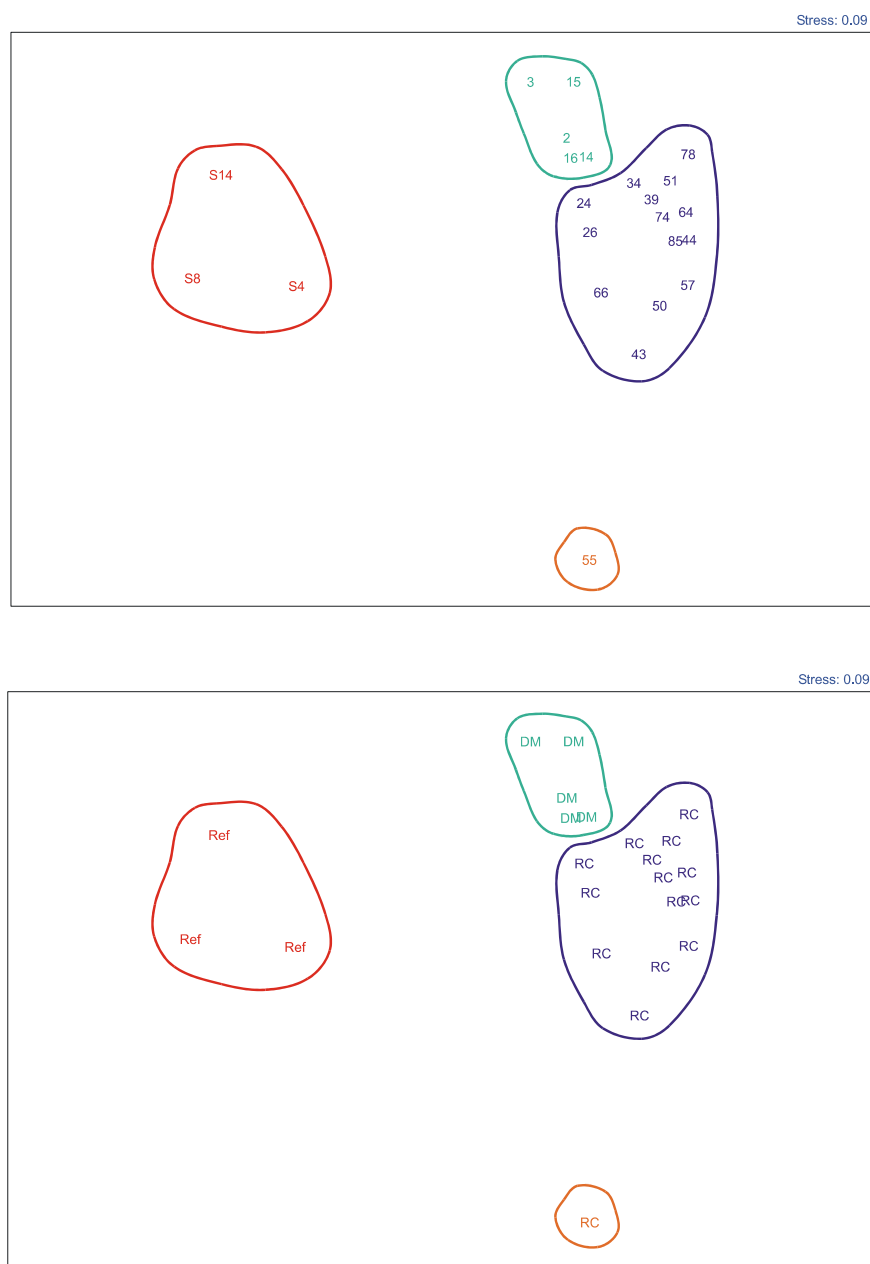 Stress: 0.09
3 15
2
16 14
78
S14
34 51
24 39 64
74
26 85 44
S8 S4 66 57
50
43
55
Stress: 0.09
DM DM
DM
DM DM
RC
Ref RC RC
RC RC RC
RC
RC RC RC
Ref Ref RC RC
RC
RC
RC